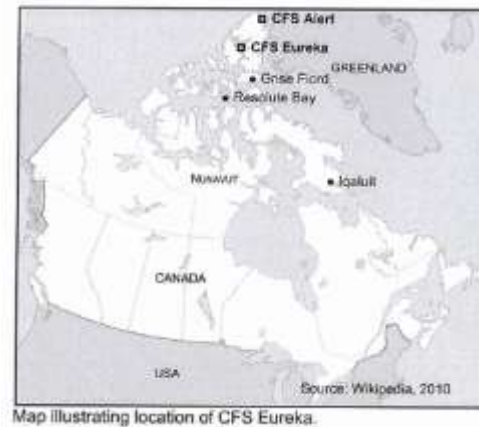 CFS Alert
CFS Eureka
Grise Fiord
GREENLAND
Resolute Bay
NUNAVUT
Iqaluit
CANADA
USA
Source: Wikipedia, 2010
Map illustrating location of CFS Eureka.